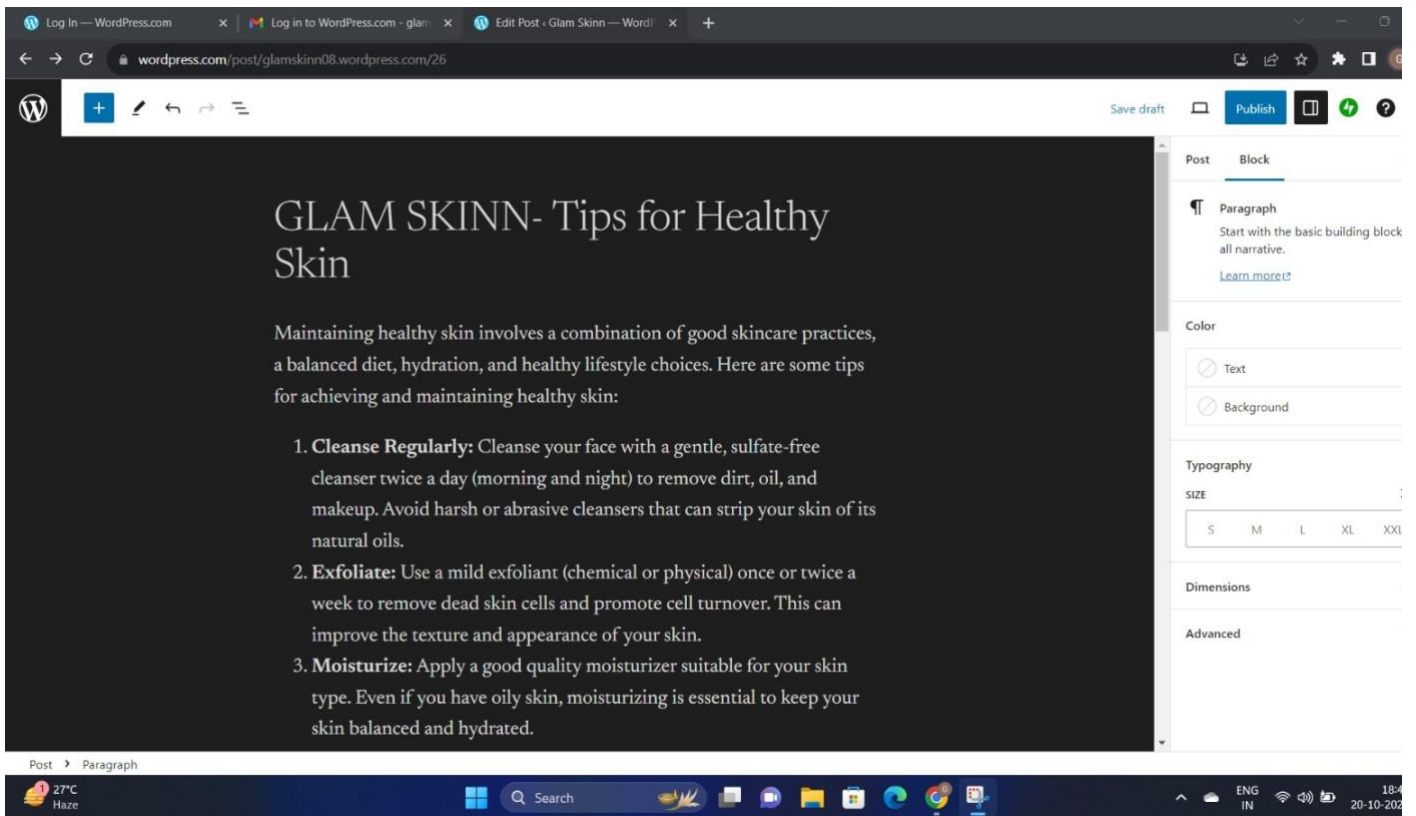 Log In — WordPress.com
Log in to WordPress.com - glam
Edit Post ‹ Glam Skinn — WordP
wordpress.com/post/glamskinn08.wordpress.com/26
G
Save draft
Publish
Post Block
GLAM SKINN- Tips for Healthy
Skin
Maintaining healthy skin involves a combination of good skincare practices,
a balanced diet, hydration, and healthy lifestyle choices. Here are some tips
for achieving and maintaining healthy skin:
1. Cleanse Regularly: Cleanse your face with a gentle, sulfate-free
cleanser twice a day (morning and night) to remove dirt, oil, and
makeup. Avoid harsh or abrasive cleansers that can strip your skin of its
natural oils.
2. Exfoliate: Use a mild exfoliant (chemical or physical) once or twice a
week to remove dead skin cells and promote cell turnover. This can
improve the texture and appearance of your skin.
3. Moisturize: Apply a good quality moisturizer suitable for your skin
type. Even if you have oily skin, moisturizing is essential to keep your
skin balanced and hydrated.
Paragraph
Start with the basic building block
all narrative.
Learn more
Color
Text
Background
Typography
SIZE
S M L XL XXL
Dimensions
Advanced
Post > Paragraph
1
27°C
Haze
Search
ENG
IN
18:4
20-10-202